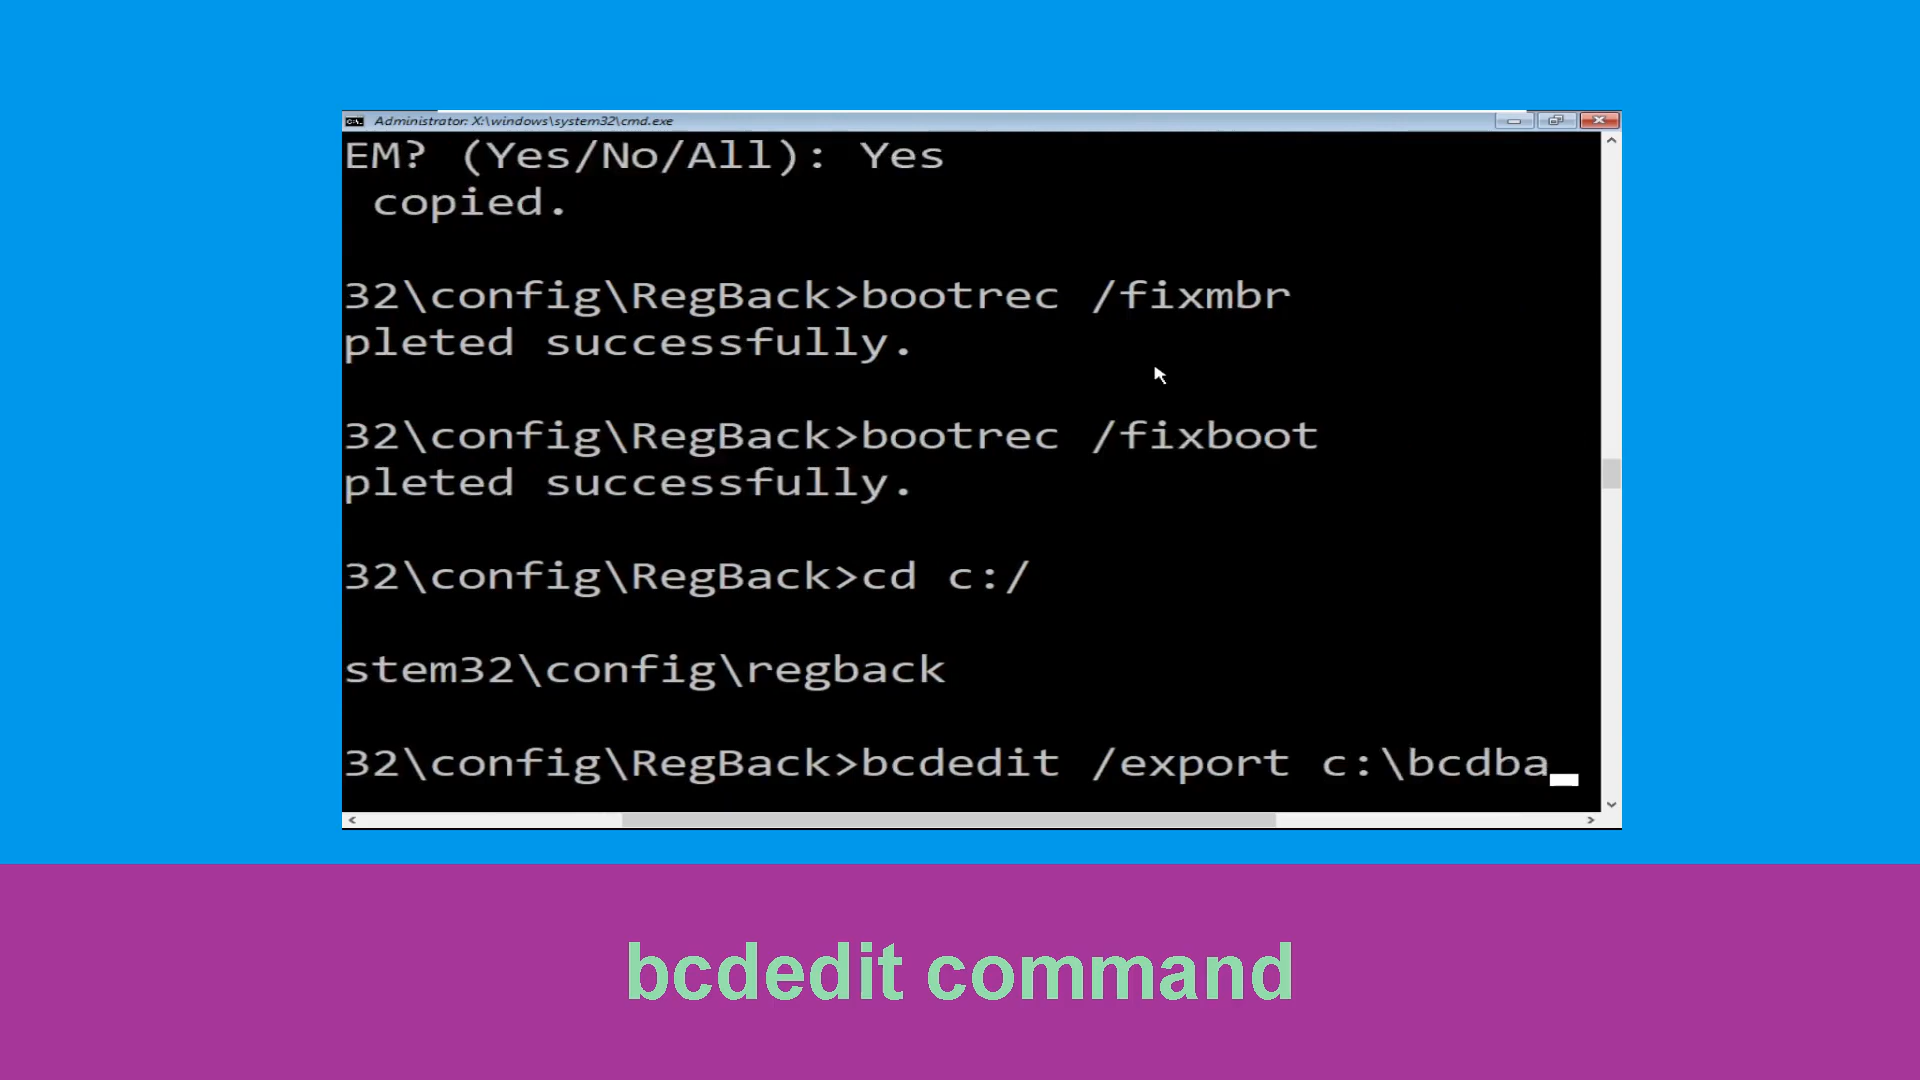 Administrator: X:\windows\system32\cmd.exe
EM? (Yes/No/All): Yes
copied.
32\config\RegBack>bootrec /fixmbr
pleted successfully.
32\config\RegBack>bootrec /fixboot
pleted successfully.
32\config\RegBack>cd c:/
stem32\config\regback
32\config\RegBack>bcdedit /export c:\bcdba
bcdedit command